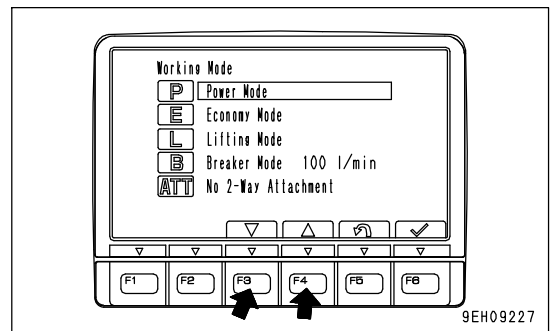 Working Mode
P Power Mode
E Economy Mode
L Lifting Mode
B Breaker Mode 100 l/min
ATT No 2-Way Attachment
F1 F2 F3 F4 F5 F6
9EH09227